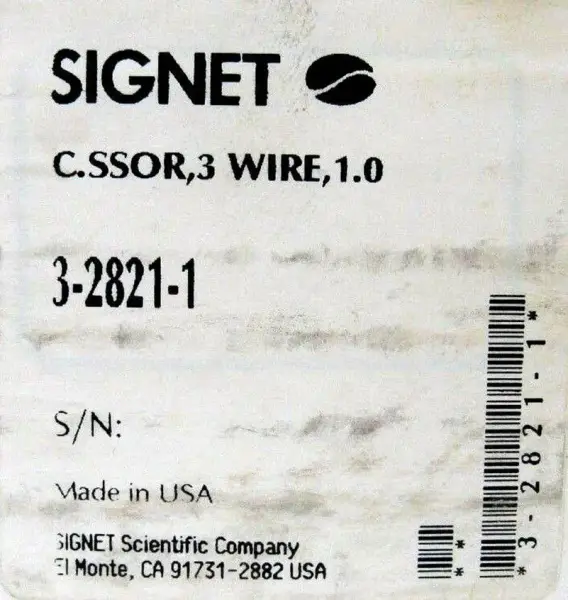 SIGNET
C.SSOR,3 WIRE,1.0
3-2821-1
S/N:
Made in USA
SIGNET Scientific Company
El Monte, CA 91731-2882 USA
*3-2821-1*
**